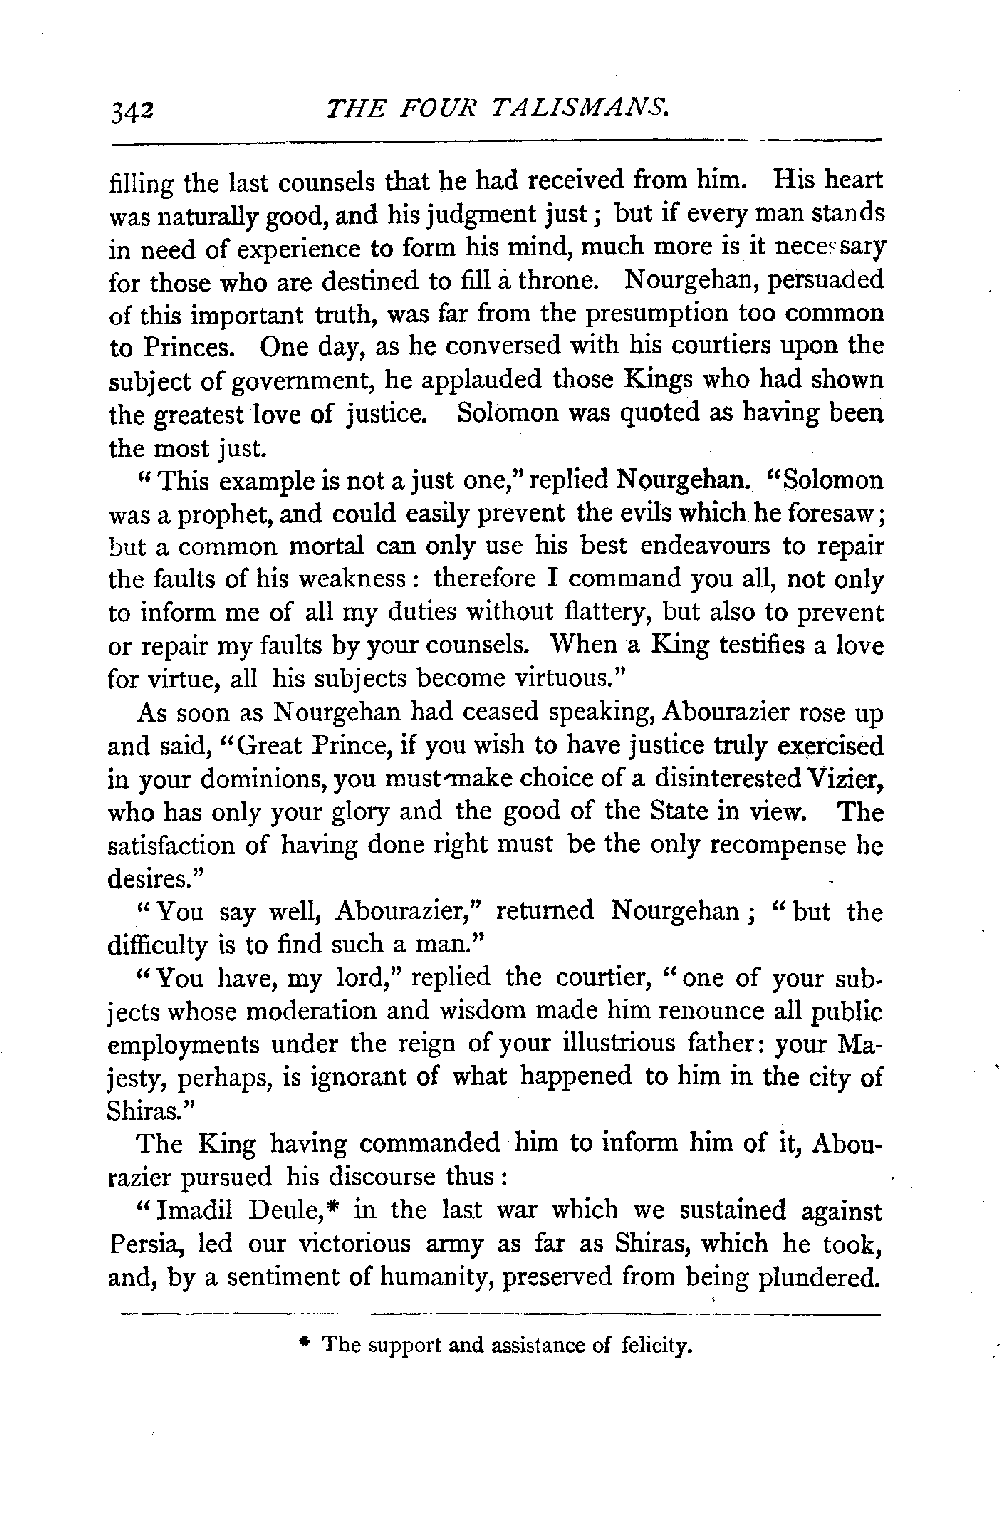 342 THE FOUR TALISMANS.
filling the last counsels that he had received from him. His heart
was naturally good, and his judgment just; but if every man stands
in need of experience to form his mind, much more is it necessary
for those who are destined to fill a throne. Nourgehan, persuaded
of this important truth, was far from the presumption too common
to Princes. One day, as he conversed with his courtiers upon the
subject of government, he applauded those Kings who had shown
the greatest love of justice. Solomon was quoted as having been
the most just.
"This example is not a just one," replied Nourgehan. "Solomon
was a prophet, and could easily prevent the evils which he foresaw;
but a common mortal can only use his best endeavours to repair
the faults of his weakness: therefore I command you all, not only
to inform me of all my duties without flattery, but also to prevent
or repair my faults by your counsels. When a King testifies a love
for virtue, all his subjects become virtuous."
As soon as Nourgehan had ceased speaking, Abourazier rose up
and said, "Great Prince, if you wish to have justice truly exercised
in your dominions, you must make choice of a disinterested Vizier,
who has only your glory and the good of the State in view. The
satisfaction of having done right must be the only recompense he
desires."
"You say well, Abourazier," returned Nourgehan; "but the
difficulty is to find such a man."
"You have, my lord," replied the courtier, "one of your sub-
jects whose moderation and wisdom made him renounce all public
employments under the reign of your illustrious father: your Ma-
jesty, perhaps, is ignorant of what happened to him in the city of
Shiras."
The King having commanded him to inform him of it, Abou-
razier pursued his discourse thus:
"Imadil Deule,* in the last war which we sustained against
Persia, led our victorious army as far as Shiras, which he took,
and, by a sentiment of humanity, preserved from being plundered.
* The support and assistance of felicity.